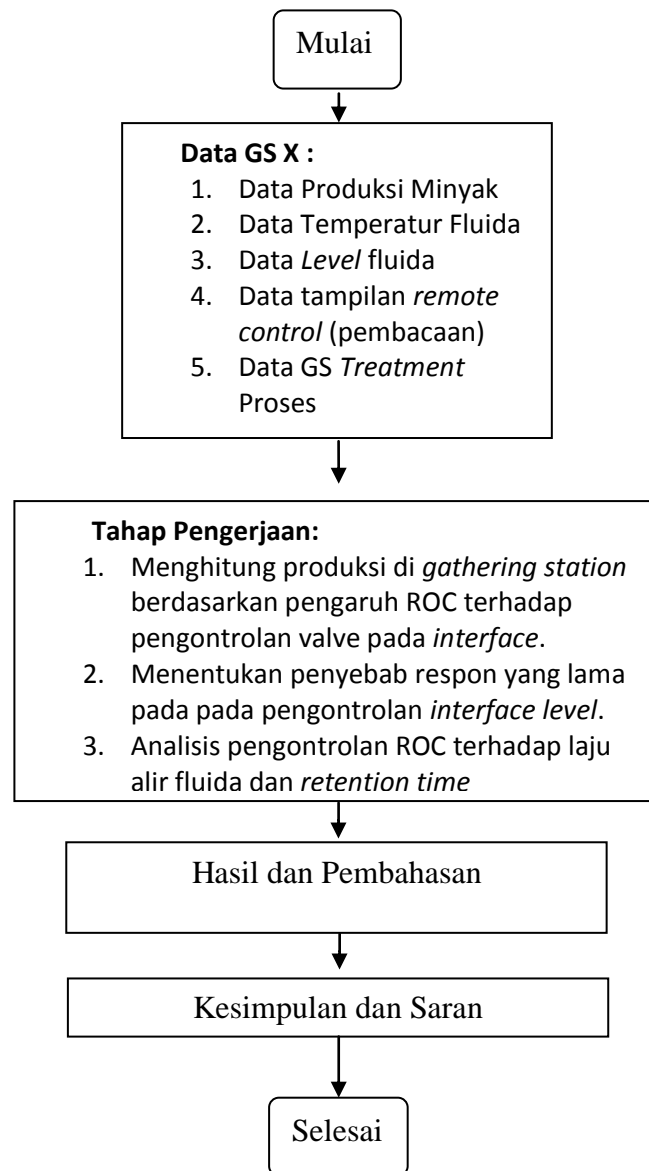 Mulai
Data GS X :
1. Data Produksi Minyak
2. Data Temperatur Fluida
3. Data Level fluida
4. Data tampilan remote
control (pembacaan)
5. Data GS Treatment
Proses
Tahap Pengerjaan:
1. Menghitung produksi di gathering station
berdasarkan pengaruh ROC terhadap
pengontrolan valve pada interface.
2. Menentukan penyebab respon yang lama
pada pada pengontrolan interface level.
3. Analisis pengontrolan ROC terhadap laju
alir fluida dan retention time
Hasil dan Pembahasan
Kesimpulan dan Saran
Selesai